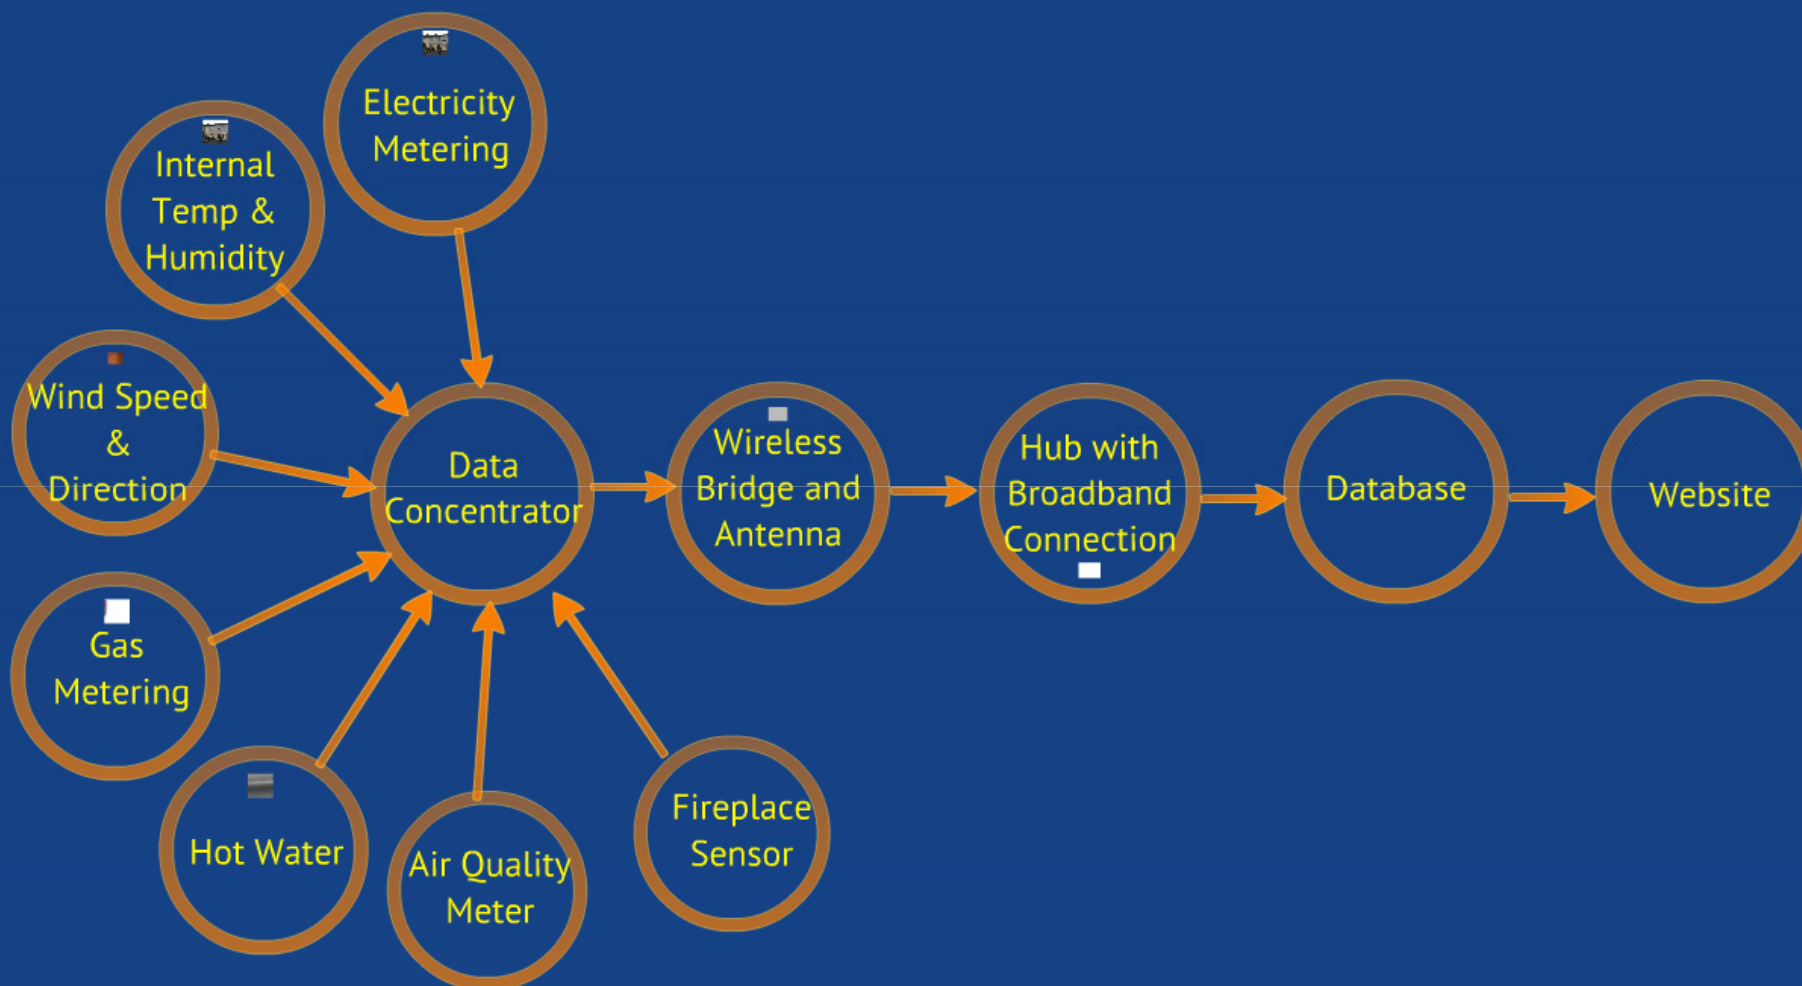 Electricity
Metering
Internal
Temp &
Humidity
Wind Speed
&
Direction
Data
Concentrator
Wireless
Bridge and
Antenna
Hub with
Broadband
Connection
Database
Website
Gas
Metering
Hot Water
Air Quality
Meter
Fireplace
Sensor